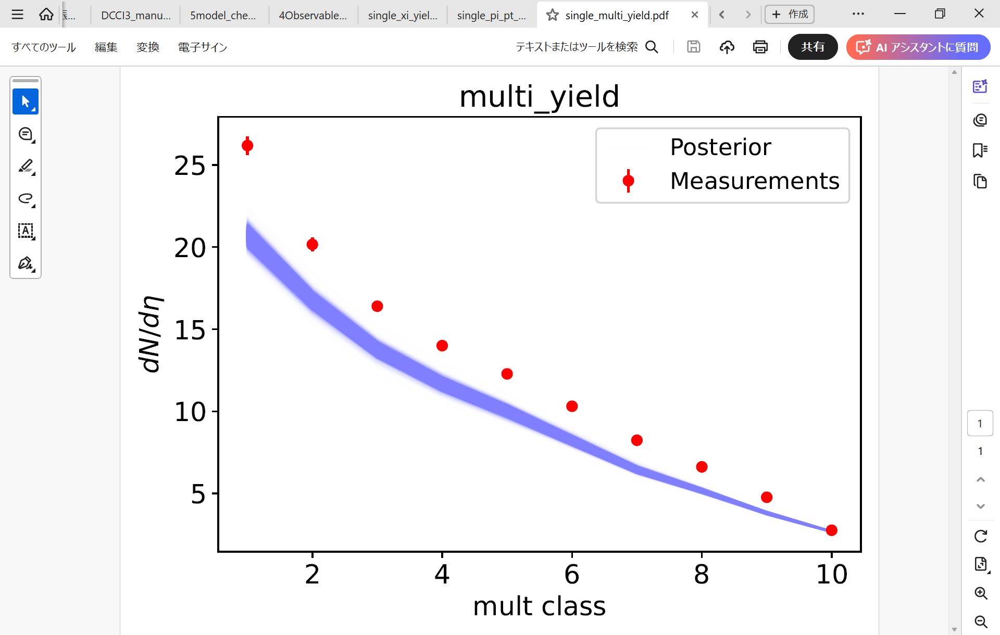 DCCI3_manu...
5model_che...
4Observable...
single_xi_yiel...
single_pi_pt_...
single_multi_yield.pdf
作成
すべてのツール
編集
変換
電子サイン
テキストまたはツールを検索
共有
AI アシスタントに質問
multi_yield
Posterior
Measurements
25
20
15
10
5
dN/dη
2
4
6
8
10
mult class
1
1